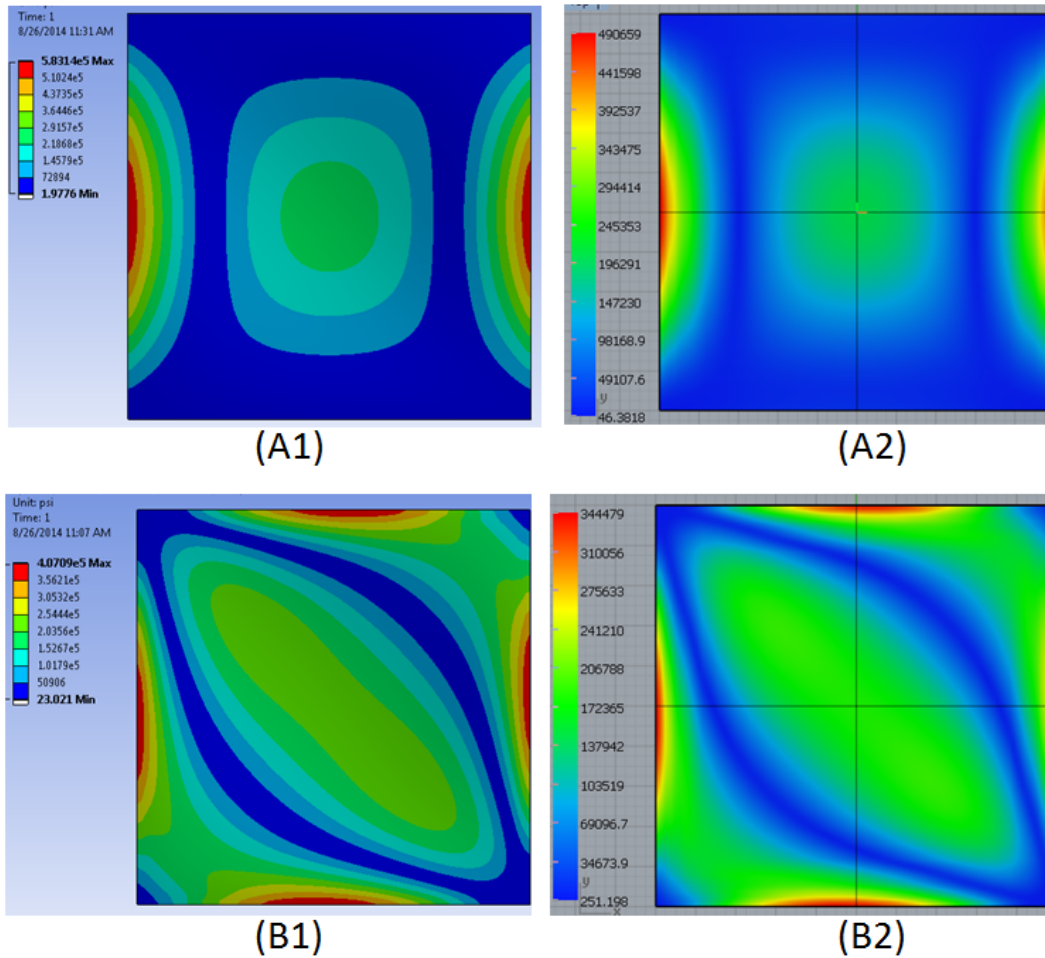 Time: 1
8/26/2014 11:31 AM
5.8314e5 Max
5.1024e5
4.3735e5
3.6446e5
2.9157e5
2.1868e5
1.4579e5
72894
1.9776 Min
(A1)
490659
441598
392537
343475
294414
245353
196291
147230
98168.9
49107.6
y
46.3818
(A2)
Unit: psi
Time: 1
8/26/2014 11:07 AM
4.0709e5 Max
3.5621e5
3.0532e5
2.5444e5
2.0356e5
1.5267e5
1.0179e5
50906
23.021 Min
(B1)
344479
310056
275633
241210
206788
172365
137942
103519
69096.7
34673.9
y
251.198
x
(B2)